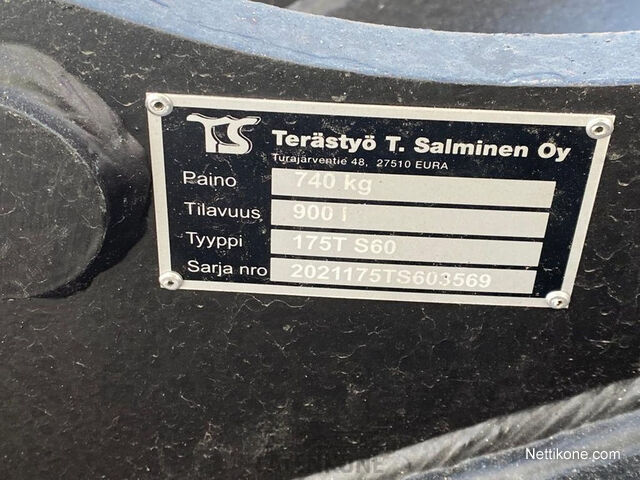 TS
Terästyö T. Salminen Oy
Turajärventie 48, 27510 EURA
Paino 740 kg
Tilavuus 900 l
Tyyppi 175T S60
Sarja nro 2021175TS603569
Nettikone.com